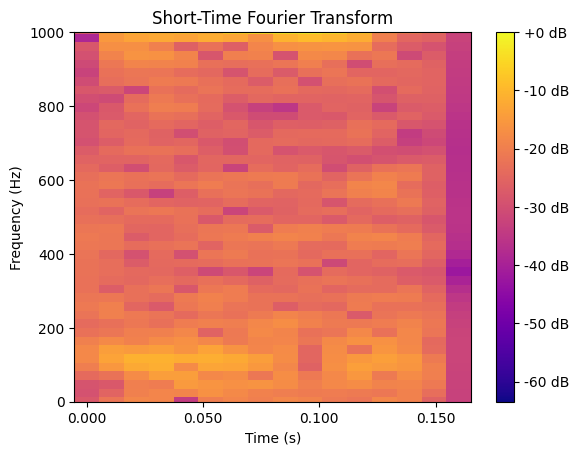 Short-Time Fourier Transform
1000
800
600
400
200
0
Frequency (Hz)
0.000
0.050
0.100
0.150
Time (s)
+0 dB
-10 dB
-20 dB
-30 dB
-40 dB
-50 dB
-60 dB